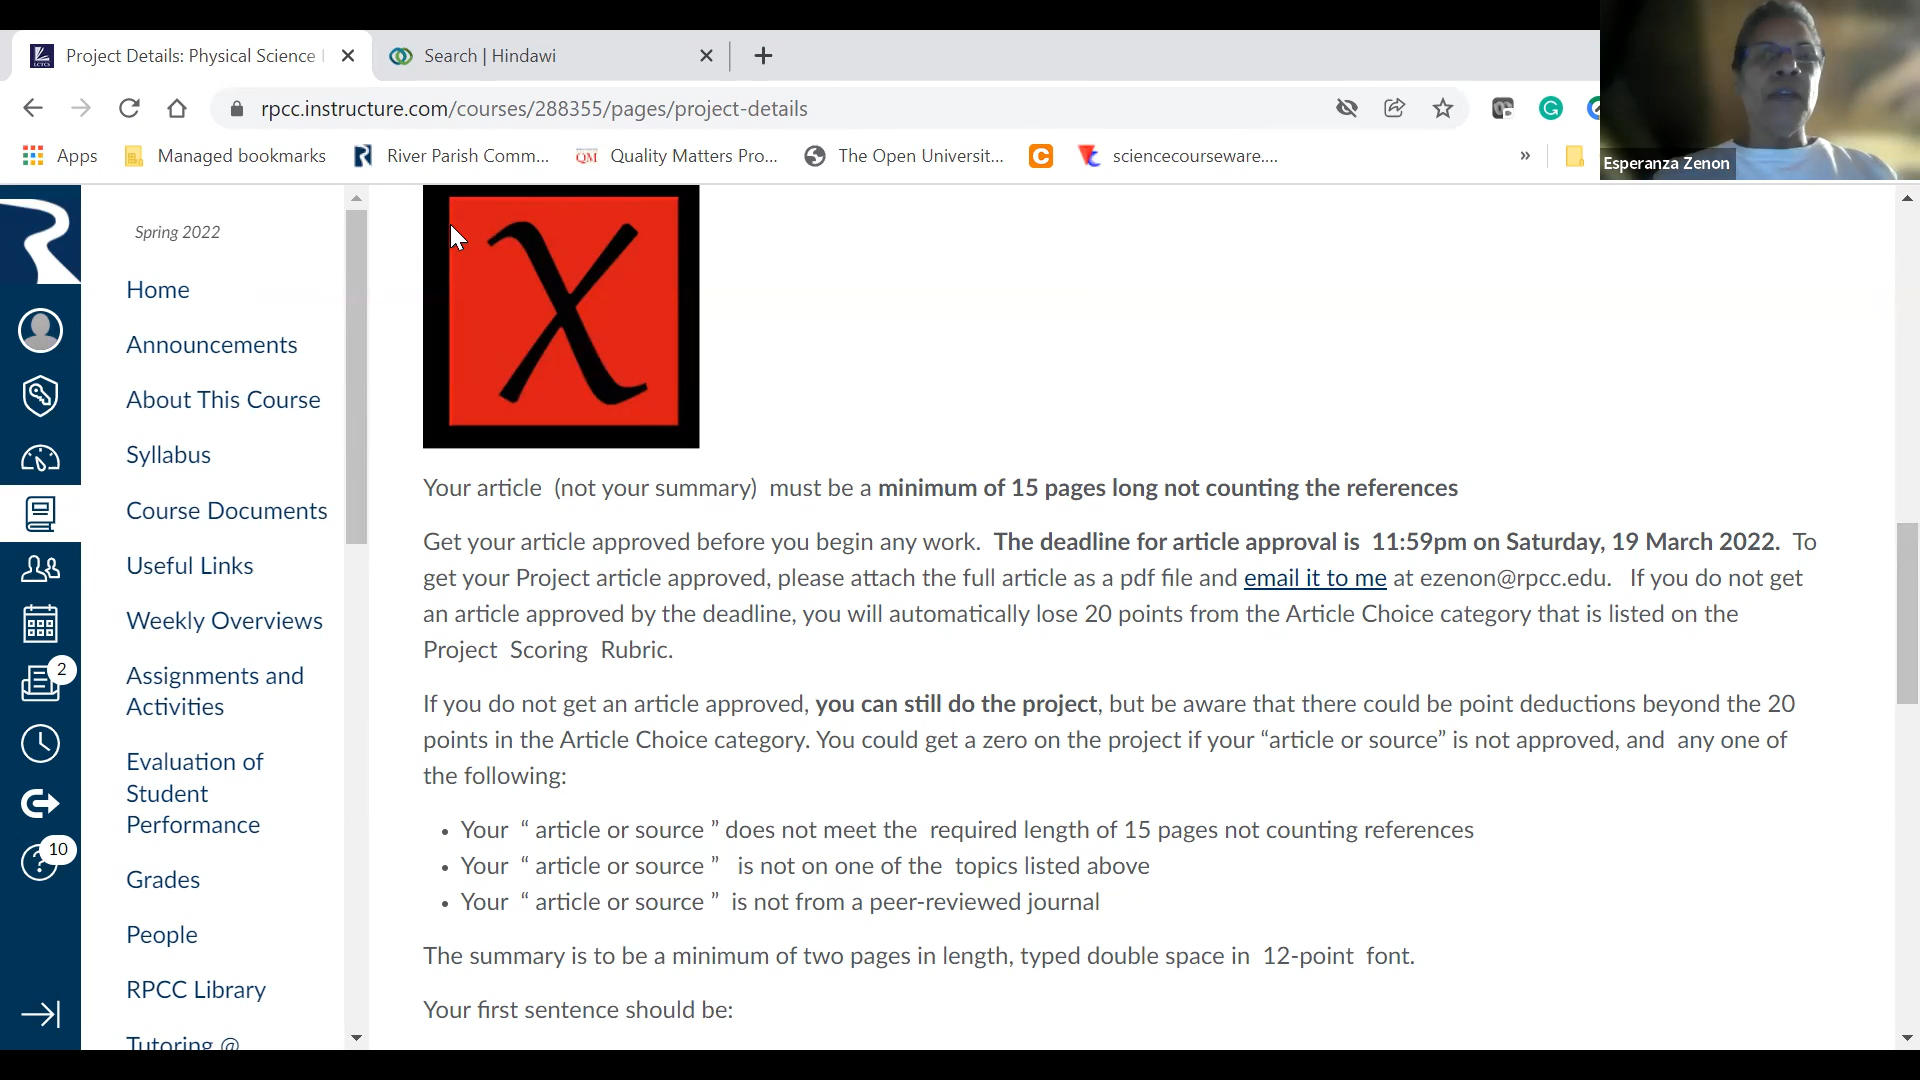 Project Details: Physical Science
Search | Hindawi
rpcc.instructure.com/courses/288355/pages/project-details
Apps
Managed bookmarks
River Parish Comm...
QM
Quality Matters Pro...
The Open Universit...
C
sciencecourseware....
»
Esperanza Zenon
LCTCS
Spring 2022
Home
Announcements
About This Course
Syllabus
Course Documents
Useful Links
Weekly Overviews
Assignments and
Activities
Evaluation of
Student
Performance
Grades
People
RPCC Library
Tutoring @
2
10
X
Your article (not your summary) must be a minimum of 15 pages long not counting the references
Get your article approved before you begin any work. The deadline for article approval is 11:59pm on Saturday, 19 March 2022. To
get your Project article approved, please attach the full article as a pdf file and email it to me at ezenon@rpcc.edu. If you do not get
an article approved by the deadline, you will automatically lose 20 points from the Article Choice category that is listed on the
Project Scoring Rubric.
If you do not get an article approved, you can still do the project, but be aware that there could be point deductions beyond the 20
points in the Article Choice category. You could get a zero on the project if your “article or source” is not approved, and any one of
the following:
• Your “ article or source ” does not meet the required length of 15 pages not counting references
• Your “ article or source ” is not on one of the topics listed above
• Your “ article or source ” is not from a peer-reviewed journal
The summary is to be a minimum of two pages in length, typed double space in 12-point font.
Your first sentence should be: